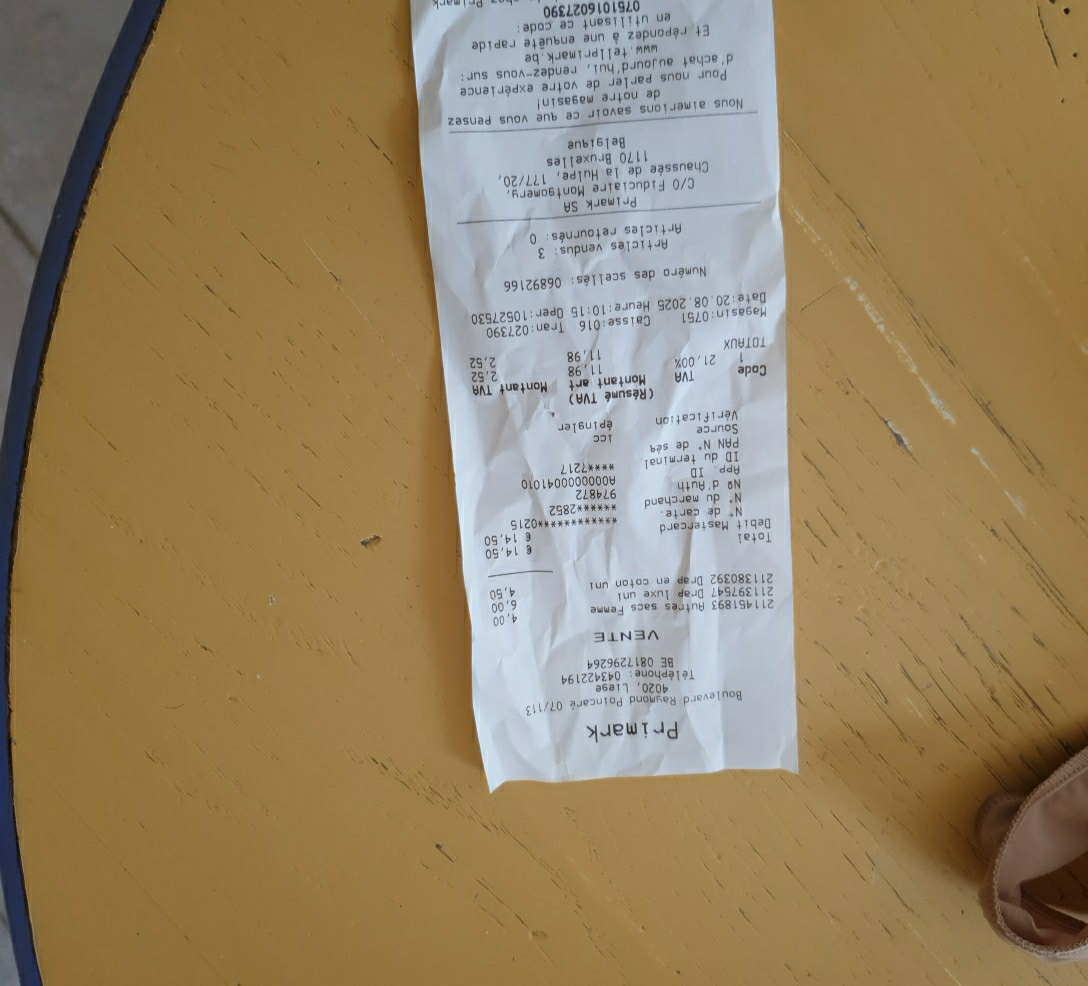 Primark
Boulevard Raymond Poincaré 07/113
4020, Liege
Téléphone: 043422194
BE 0817296264
VENTE
211451893 Autres sacs Femme 4,00
211397547 Drap luxe uni 6,00
211380392 Drap en coton uni 4,50
Total € 14,50
Debit Mastercard € 14,50
N° de carte. ************0215
N° du marchand ******2852
Nº d'Auth 974872
App. ID A0000000041010
ID du terminal ****7217
PAN N° de séq
Source icc
Vérification épingler
(Résumé TVA)
Code TVA Montant art Montant TVA
1 21,00% 11,98 2,52
TOTAUX 11,98 2,52
Magasin:0751 Caisse:016 Tran:027390
Date:20.08.2025 Heure:10:15 Oper:10527530
Numéro des scellés: 06892166
Articles vendus: 3
Articles retournés: 0
Primark SA
C/O Fiduciaire Montgomery,
Chaussée de la Hulpe, 177/20,
1170 Bruxelles
Belgique
Nous aimerions savoir ce que vous pensez
de notre magasin!
Pour nous parler de votre expérience
d'achat aujourd'hui, rendez-vous sur:
www.tellprimark.be
Et répondez à une enquête rapide
en utilisant ce code:
0751016027390
chez Primark